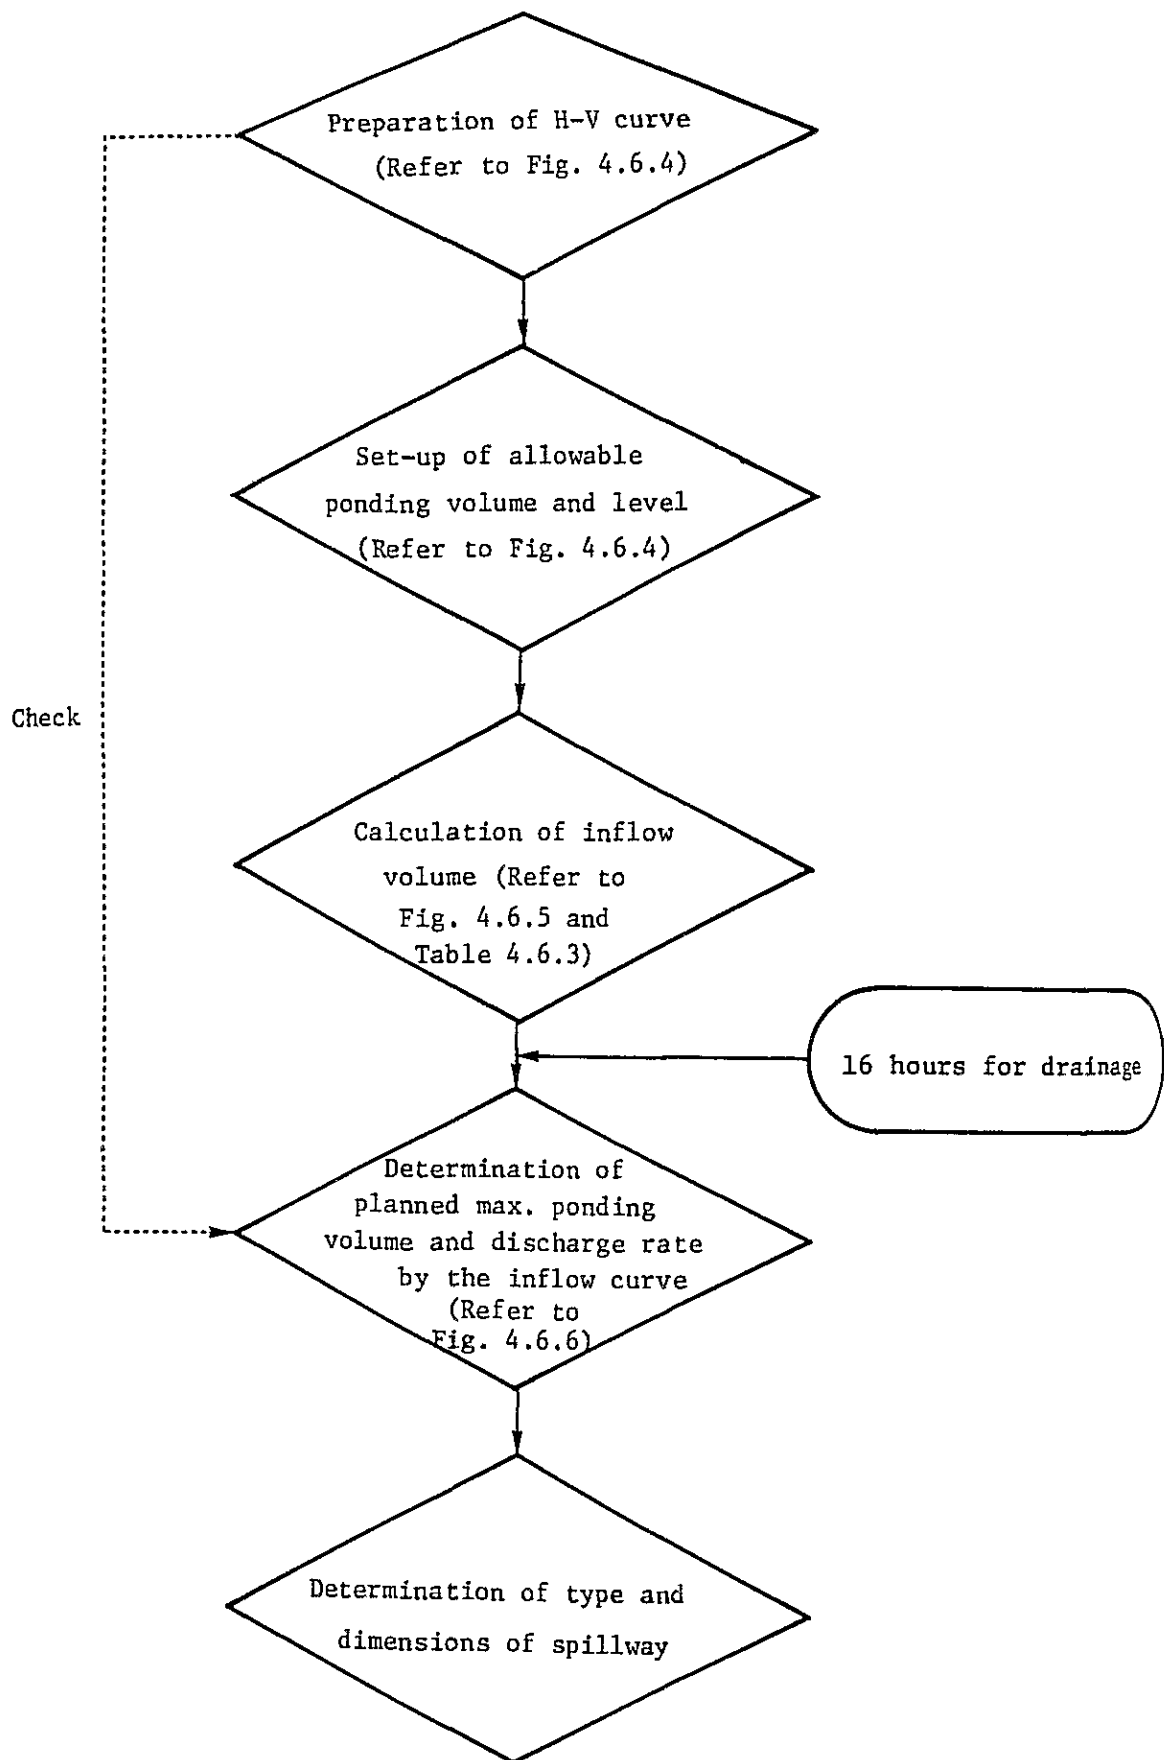 Preparation of H-V curve
(Refer to Fig. 4.6.4)
Set-up of allowable
ponding volume and level
(Refer to Fig. 4.6.4)
Check
Calculation of inflow
volume (Refer to
Fig. 4.6.5 and
Table 4.6.3)
16 hours for drainage
Determination of
planned max. ponding
volume and discharge rate
by the inflow curve
(Refer to
Fig. 4.6.6)
Determination of type and
dimensions of spillway